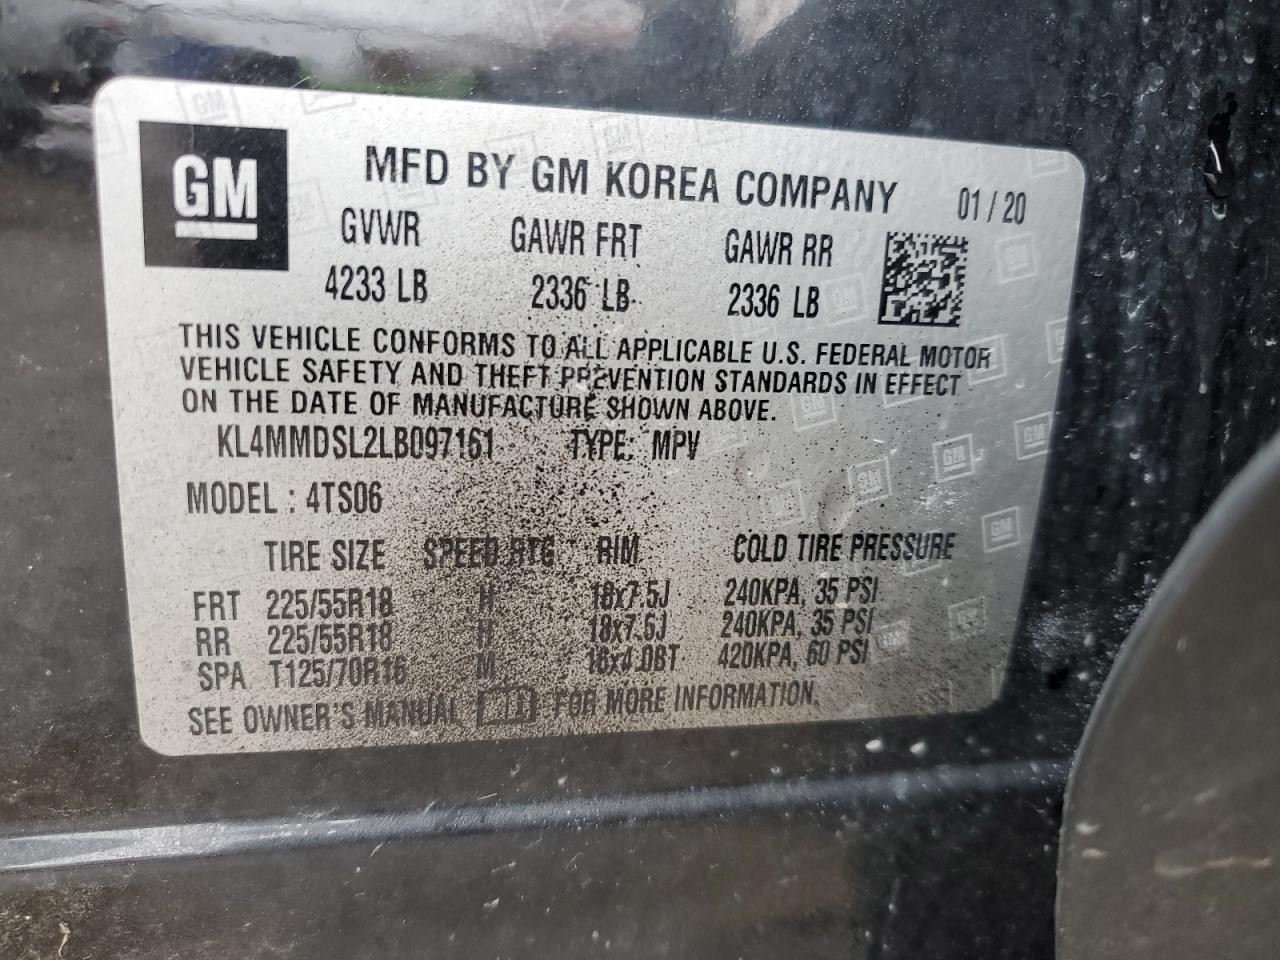 GM
MFD BY GM KOREA COMPANY 01/20
GVWR GAWR FRT GAWR RR
4233 LB 2336 LB 2336 LB
THIS VEHICLE CONFORMS TO ALL APPLICABLE U.S. FEDERAL MOTOR
VEHICLE SAFETY AND THEFT PREVENTION STANDARDS IN EFFECT
ON THE DATE OF MANUFACTURE SHOWN ABOVE.
KL4MMDSL2LB097161 TYPE: MPV
MODEL : 4TS06
TIRE SIZE SPEED RTG RIM COLD TIRE PRESSURE
FRT 225/55R18 H 18x7.5J 240KPA, 35 PSI
RR 225/55R18 H 18x7.5J 240KPA, 35 PSI
SPA T125/70R16 M 16x4.0BT 420KPA, 60 PSI
SEE OWNER'S MANUAL FOR MORE INFORMATION.